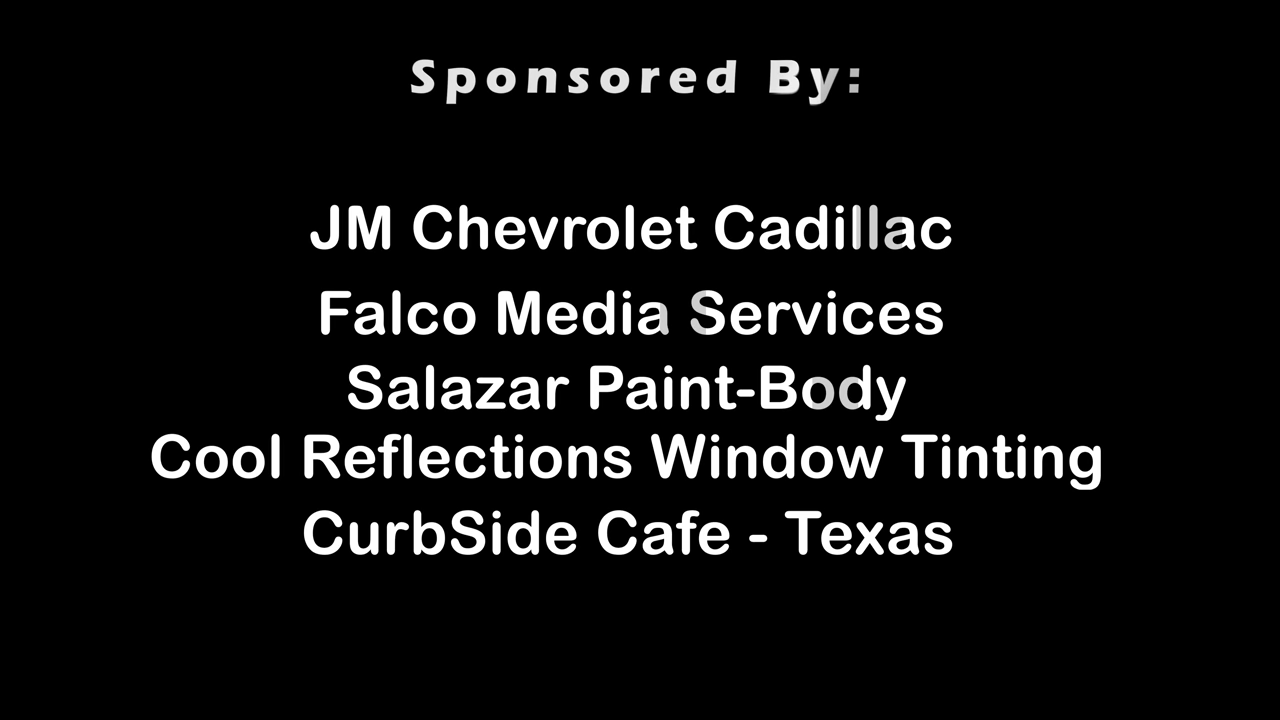 Sponsored By:
JM Chevrolet Cadillac
Falco Media Services
Salazar Paint-Body
Cool Reflections Window Tinting
CurbSide Cafe - Texas